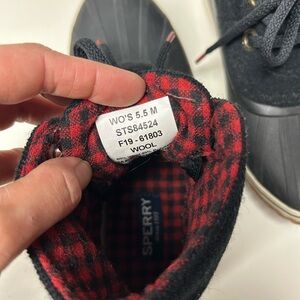 WO'S 5.5 M
STS84524
F19 - 61803
WOOL
SPERRY